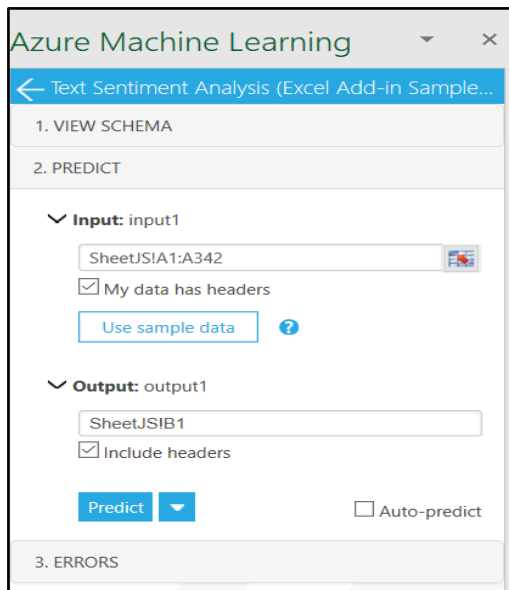 Azure Machine Learning
Text Sentiment Analysis (Excel Add-in Sample...
1. VIEW SCHEMA
2. PREDICT
Input: input1
SheetJS!A1:A342
My data has headers
Use sample data ?
Output: output1
SheetJS!B1
Include headers
Predict Auto-predict
3. ERRORS